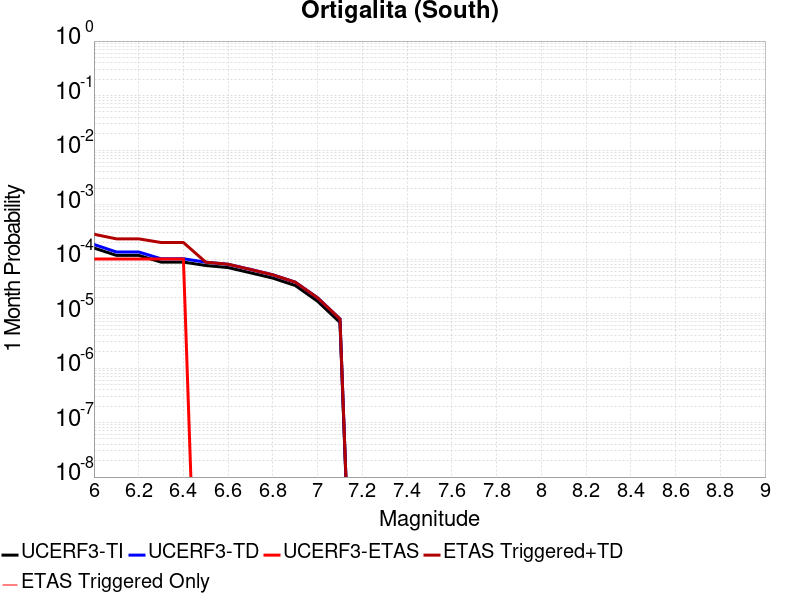 Ortigalita (South)
10^0
10^-1
10^-2
10^-3
10^-4
10^-5
10^-6
10^-7
10^-8
1 Month Probability
6 6.2 6.4 6.6 6.8 7 7.2 7.4 7.6 7.8 8 8.2 8.4 8.6 8.8 9
Magnitude
UCERF3-TI UCERF3-TD UCERF3-ETAS ETAS Triggered+TD
ETAS Triggered Only